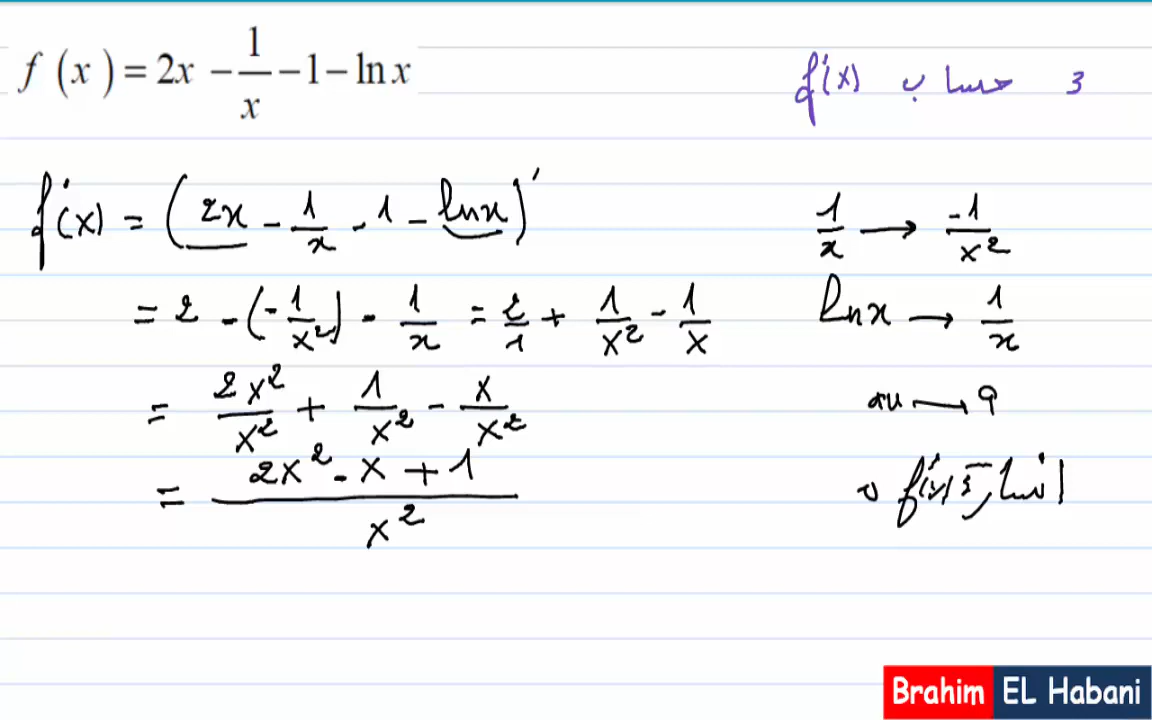 f (x) = 2x - 1/x - 1 - ln x
3 حساب f'(x)
f'(x) = (2x - 1/x - 1 - lnx)'
1/x → -1/x²
= 2 - (-1/x²) - 1/x = 2/1 + 1/x² - 1/x
lnx → 1/x
= 2x²/x² + 1/x² - x/x²
ax → a
= (2x² - x + 1)/x²
f'(x)
Brahim EL Habani